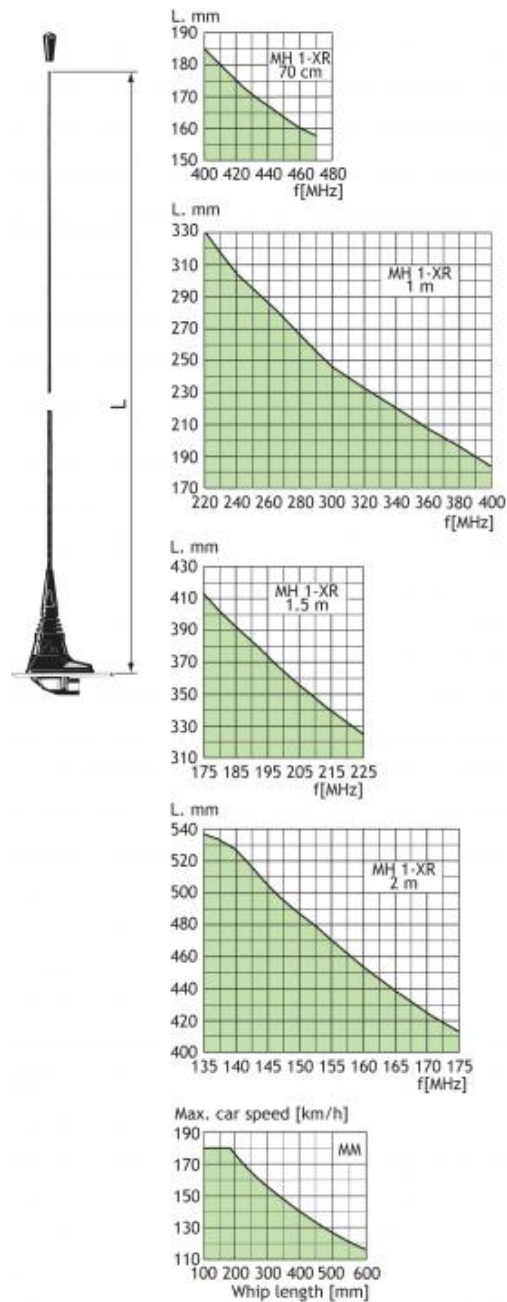 L. mm
190
180
170
160
150
MH 1-XR
70 cm
400 420 440 460 480
f[MHz]
L. mm
330
310
290
270
250
230
210
190
170
MH 1-XR
1 m
220 240 260 280 300 320 340 360 380 400
f[MHz]
L
L. mm
430
410
390
370
350
330
310
MH 1-XR
1.5 m
175 185 195 205 215 225
f[MHz]
L. mm
540
520
500
480
460
440
400
MH 1-XR
2 m
135 140 145 150 155 160 165 170 175
f[MHz]
Max. car speed [km/h]
190
170
150
130
110
MM
100 200 300 400 500 600
Whip length [mm]